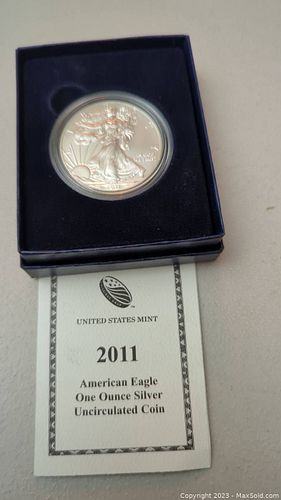 UNITED STATES MINT
2011
American Eagle
One Ounce Silver
Uncirculated Coin
Copyright 2023 - MaxSold.com